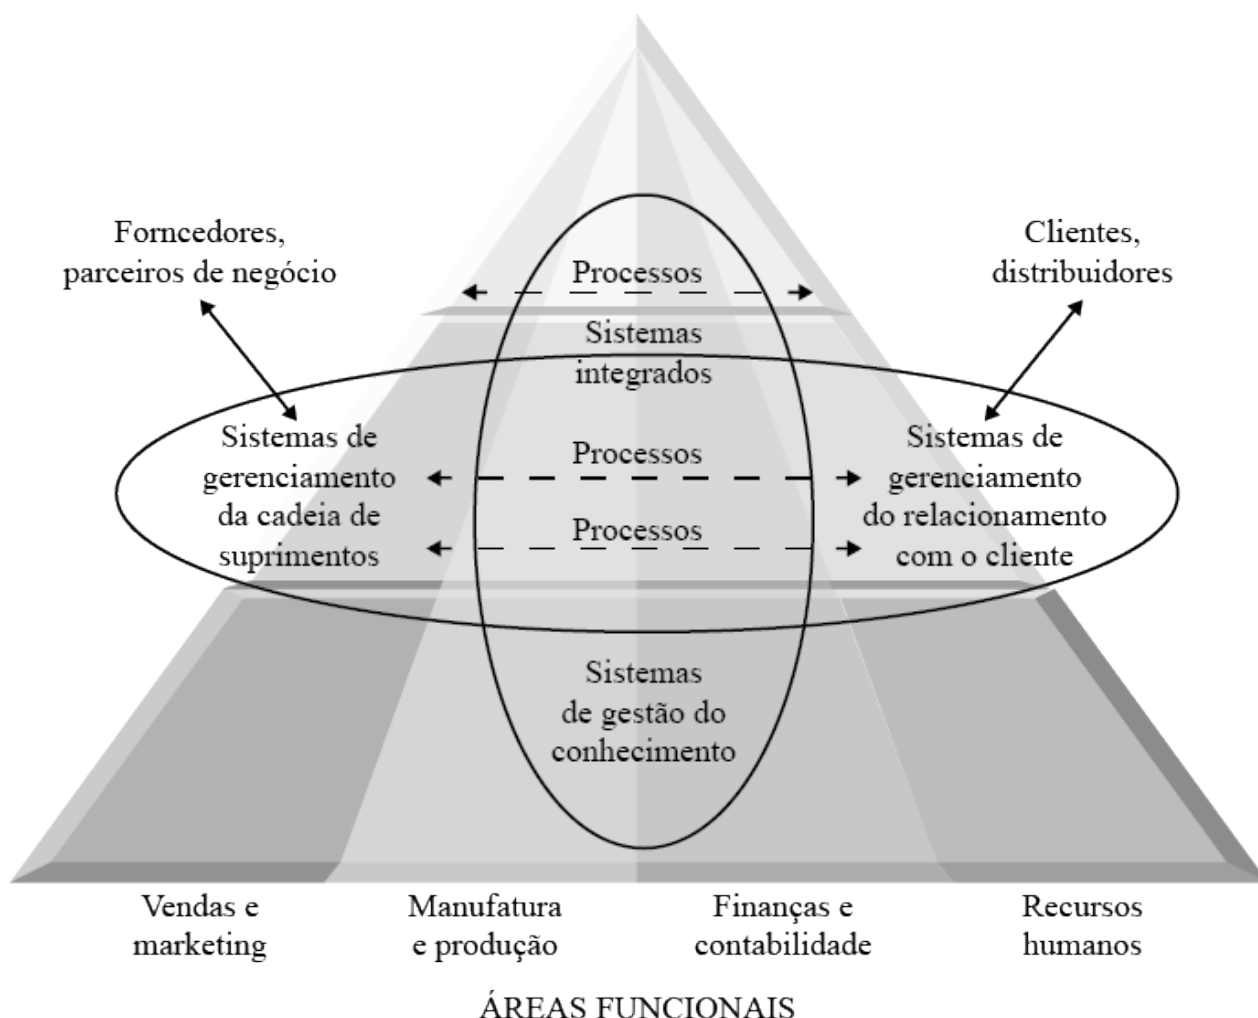 Forncedores,
parceiros de negócio
Clientes,
distribuidores
Processos
Sistemas
integrados
Sistemas de
gerenciamento
da cadeia de
suprimentos
Processos
Processos
Sistemas de
gerenciamento
do relacionamento
com o cliente
Sistemas
de gestão do
conhecimento
Vendas e
marketing
Manufatura
e produção
Finanças e
contabilidade
Recursos
humanos
ÁREAS FUNCIONAIS